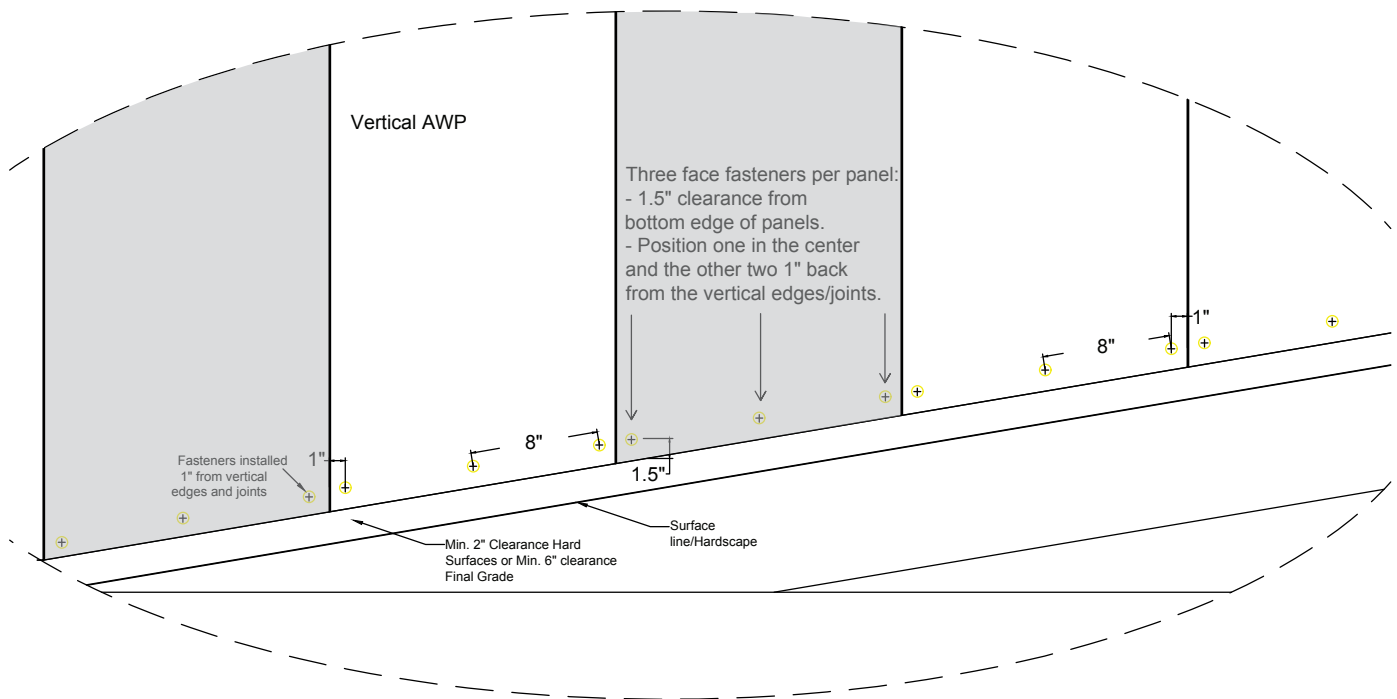 Vertical AWP
Three face fasteners per panel:
- 1.5" clearance from
bottom edge of panels.
- Position one in the center
and the other two 1" back
from the vertical edges/joints.
1"
8"
8"
1.5"
1"
Fasteners installed
1" from vertical
edges and joints
Surface
line/Hardscape
Min. 2" Clearance Hard
Surfaces or Min. 6" clearance
Final Grade